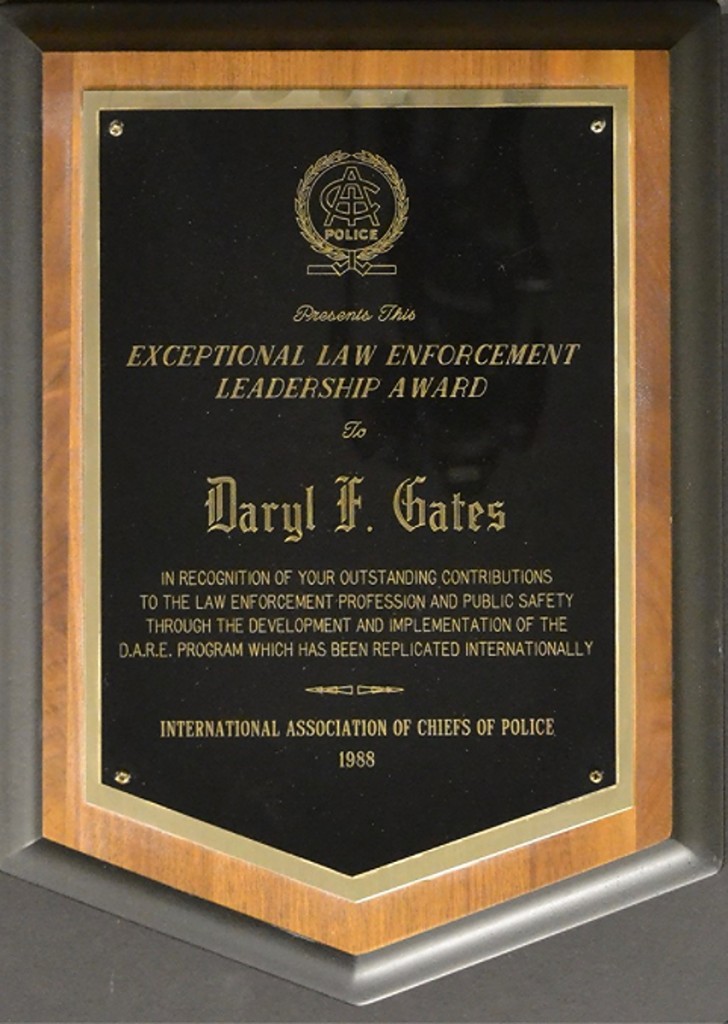 POLICE
Presents This
EXCEPTIONAL LAW ENFORCEMENT
LEADERSHIP AWARD
To
Daryl F. Gates
IN RECOGNITION OF YOUR OUTSTANDING CONTRIBUTIONS
TO THE LAW ENFORCEMENT PROFESSION AND PUBLIC SAFETY
THROUGH THE DEVELOPMENT AND IMPLEMENTATION OF THE
D.A.R.E. PROGRAM WHICH HAS BEEN REPLICATED INTERNATIONALLY
INTERNATIONAL ASSOCIATION OF CHIEFS OF POLICE
1988